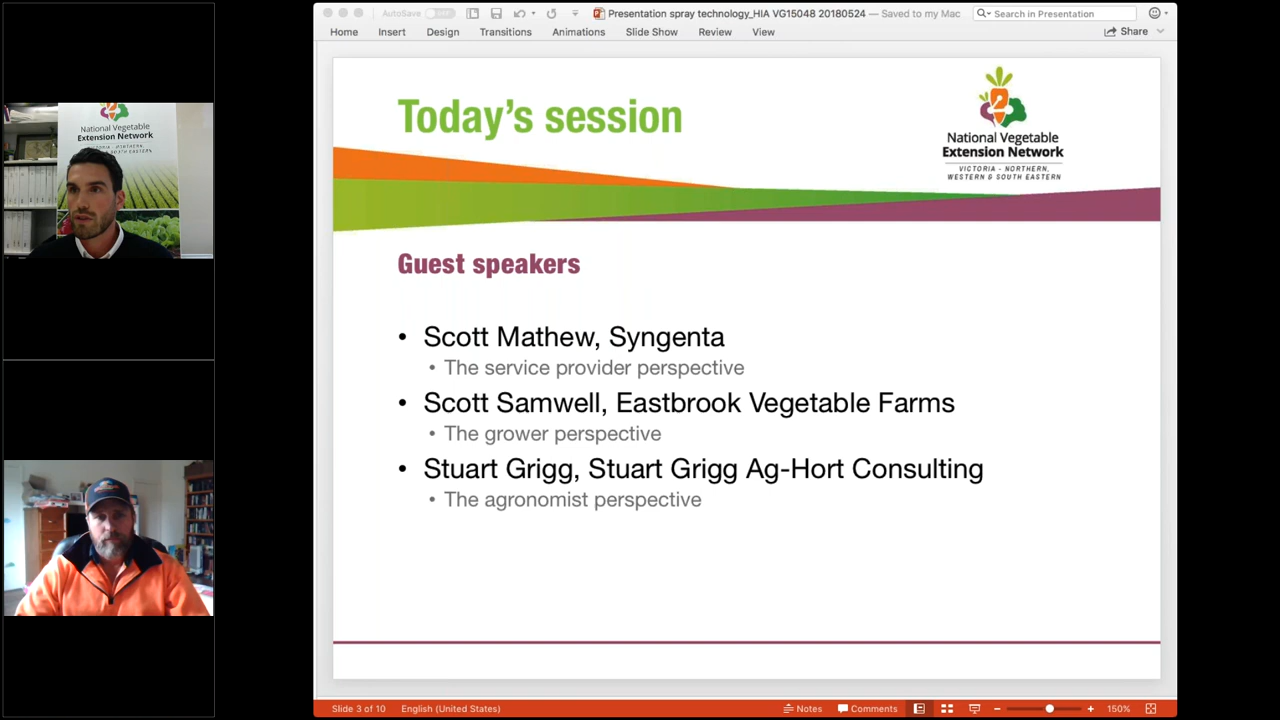 AutoSave
OFF
Presentation spray technology_HIA VG15048 20180524 — Saved to my Mac
Search in Presentation
Home
Insert
Design
Transitions
Animations
Slide Show
Review
View
Share
Today's session
National Vegetable
Extension Network
VICTORIA - NORTHERN,
WESTERN & SOUTH EASTERN
Guest speakers
• Scott Mathew, Syngenta
• The service provider perspective
• Scott Samwell, Eastbrook Vegetable Farms
• The grower perspective
• Stuart Grigg, Stuart Grigg Ag-Hort Consulting
• The agronomist perspective
National Vegetable
Extension Network
Slide 3 of 10
English (United States)
Notes
Comments
150%